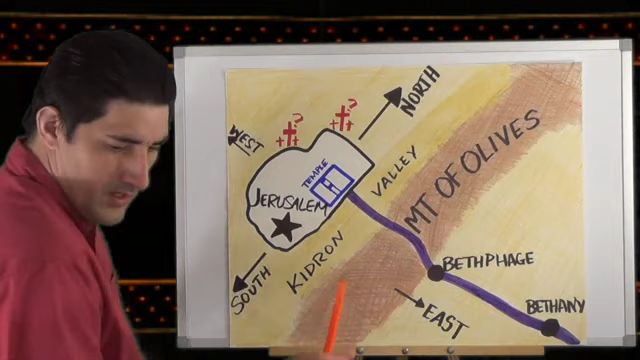 NORTH
?
?
WEST
TEMPLE
JERUSALEM
VALLEY
MT OF OLIVES
KIDRON
SOUTH
BETHPHAGE
EAST
BETHANY